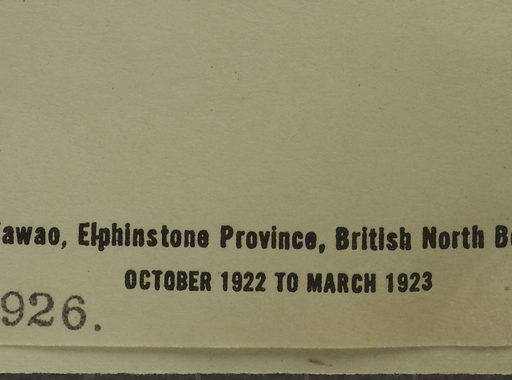 awao, Elphinstone Province, British North B
OCTOBER 1922 TO MARCH 1923
926.